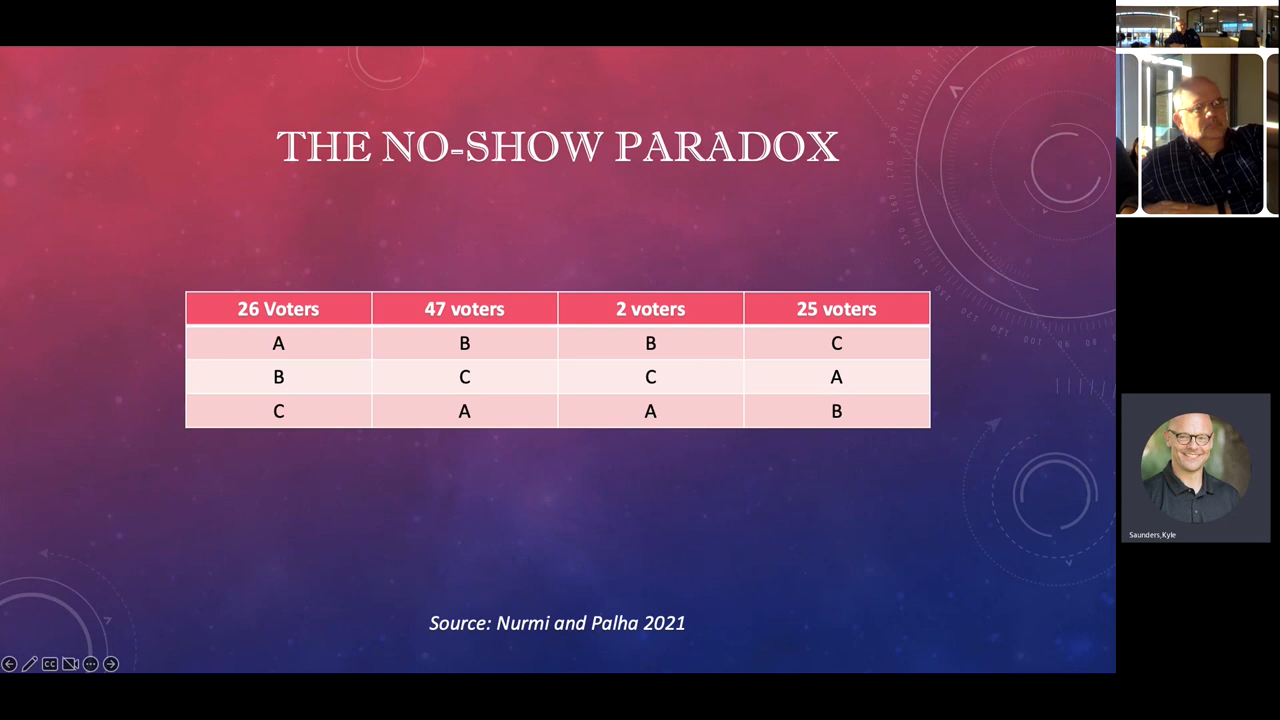 THE NO-SHOW PARADOX
26 Voters 47 voters 2 voters 25 voters
A B B C
B C C A
C A A B
Source: Nurmi and Palha 2021
Saunders,Kyle
CC